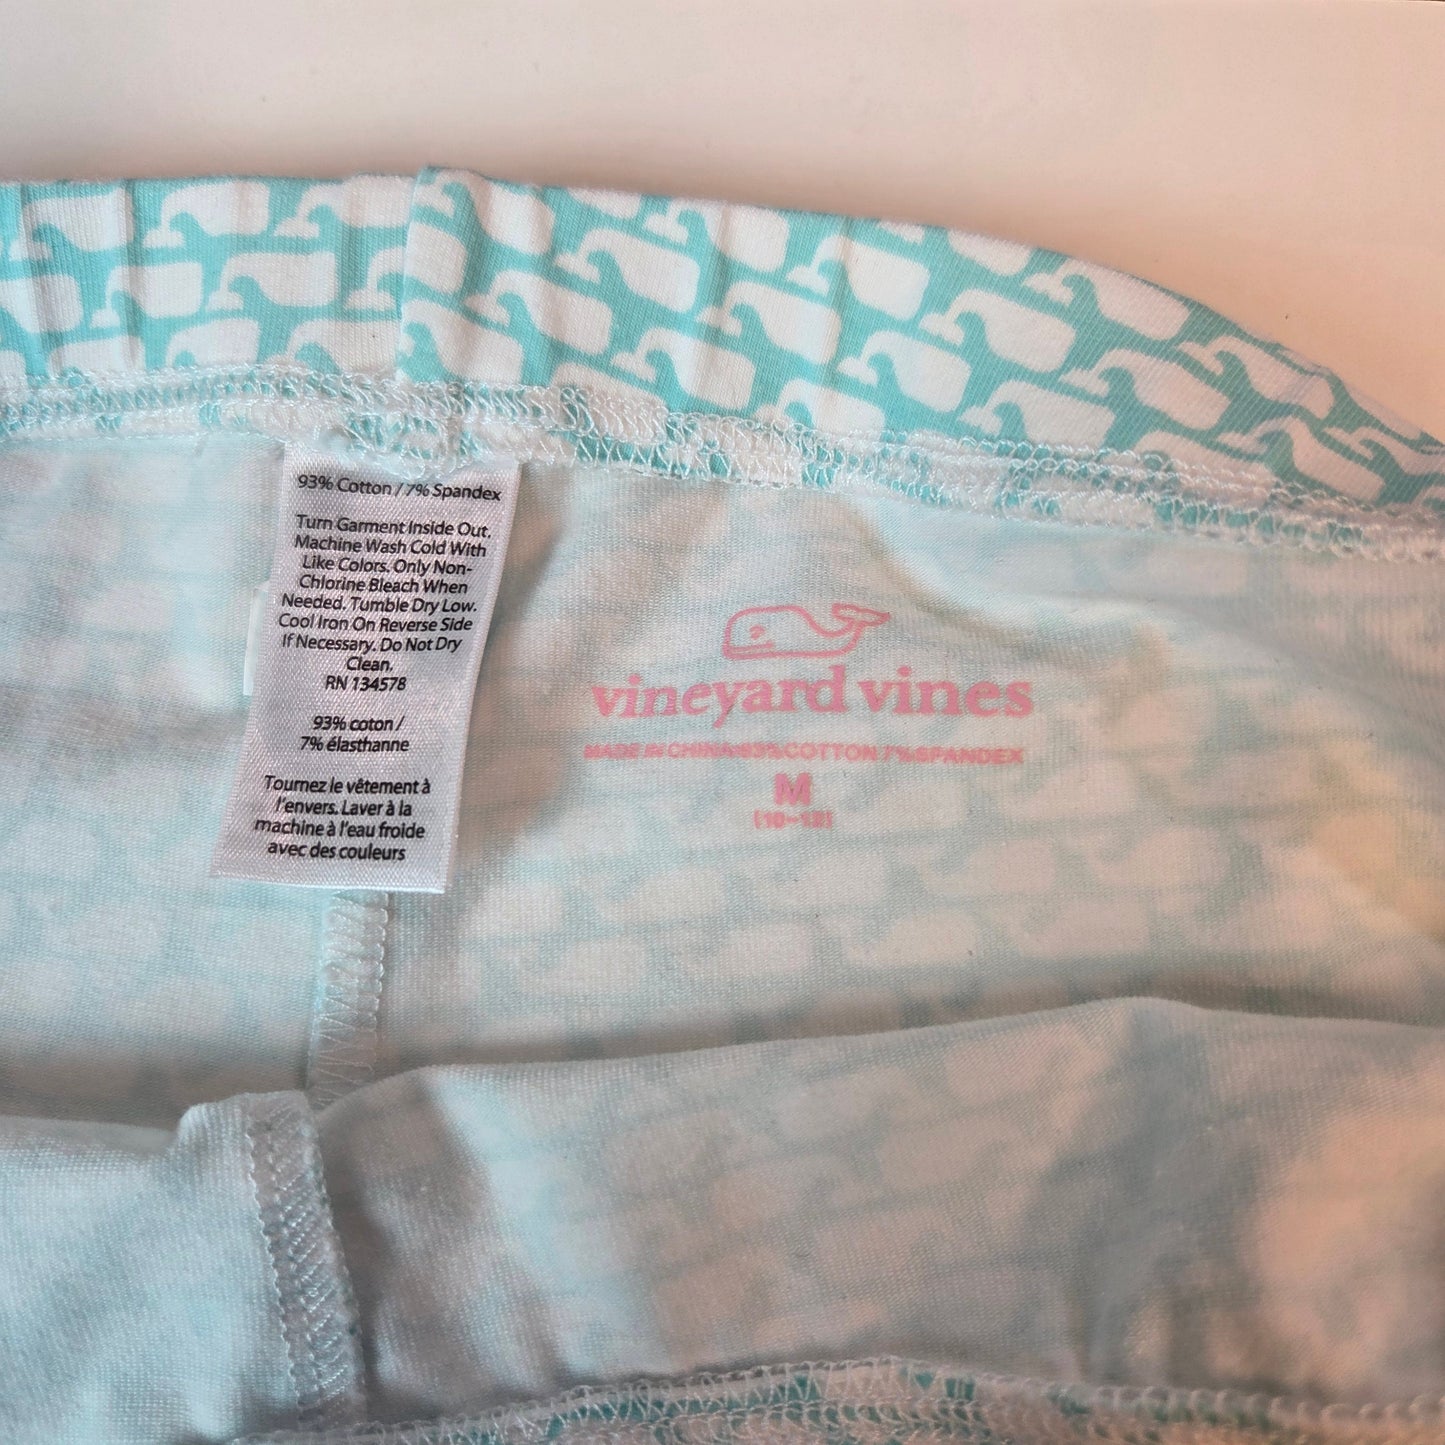 93% Cotton / 7% Spandex
Turn Garment Inside Out.
Machine Wash Cold With
Like Colors. Only Non-
Chlorine Bleach When
Needed. Tumble Dry Low.
Cool Iron On Reverse Side
If Necessary. Do Not Dry
Clean.
RN 134578
93% coton /
7% élasthanne
Tournez le vêtement à
l'envers. Laver à la
machine à l'eau froide
avec des couleurs
vineyard vines
MADE IN CHINA 93% COTTON / 7% SPANDEX
M
(10-12)